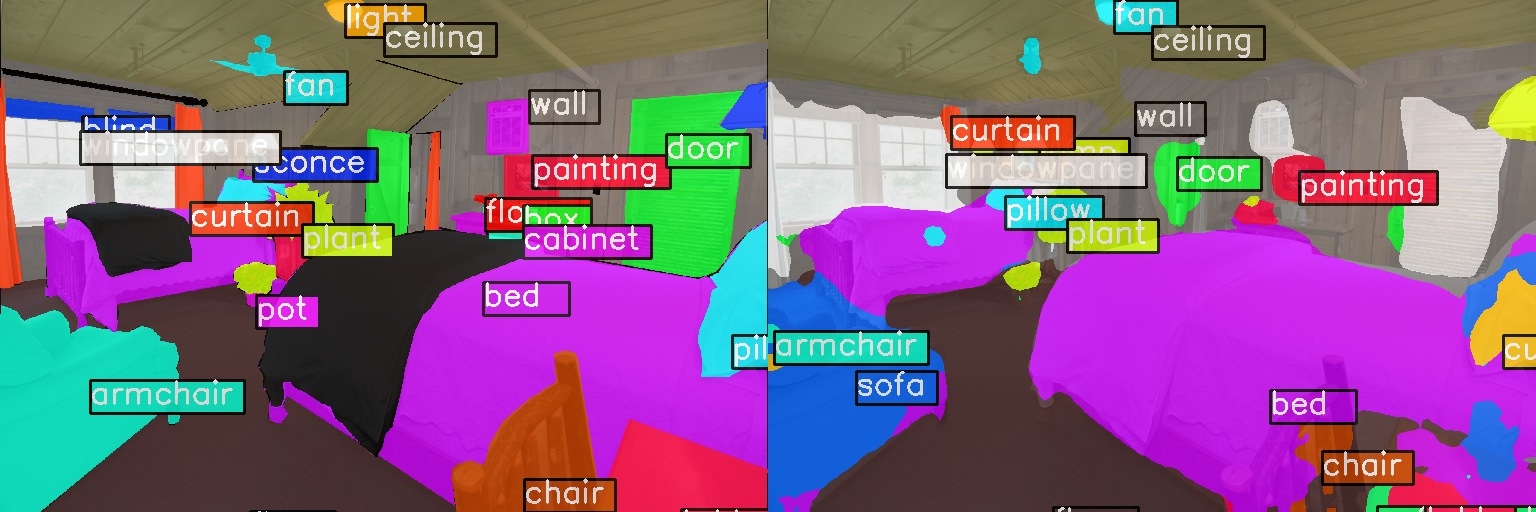 light
ceiling
fan
wall
blind
windowpane
sconce
painting
door
curtain
box
plant
cabinet
bed
pot
armchair
chair
fan
ceiling
wall
curtain
windowpane
door
painting
pillow
plant
armchair
sofa
bed
chair